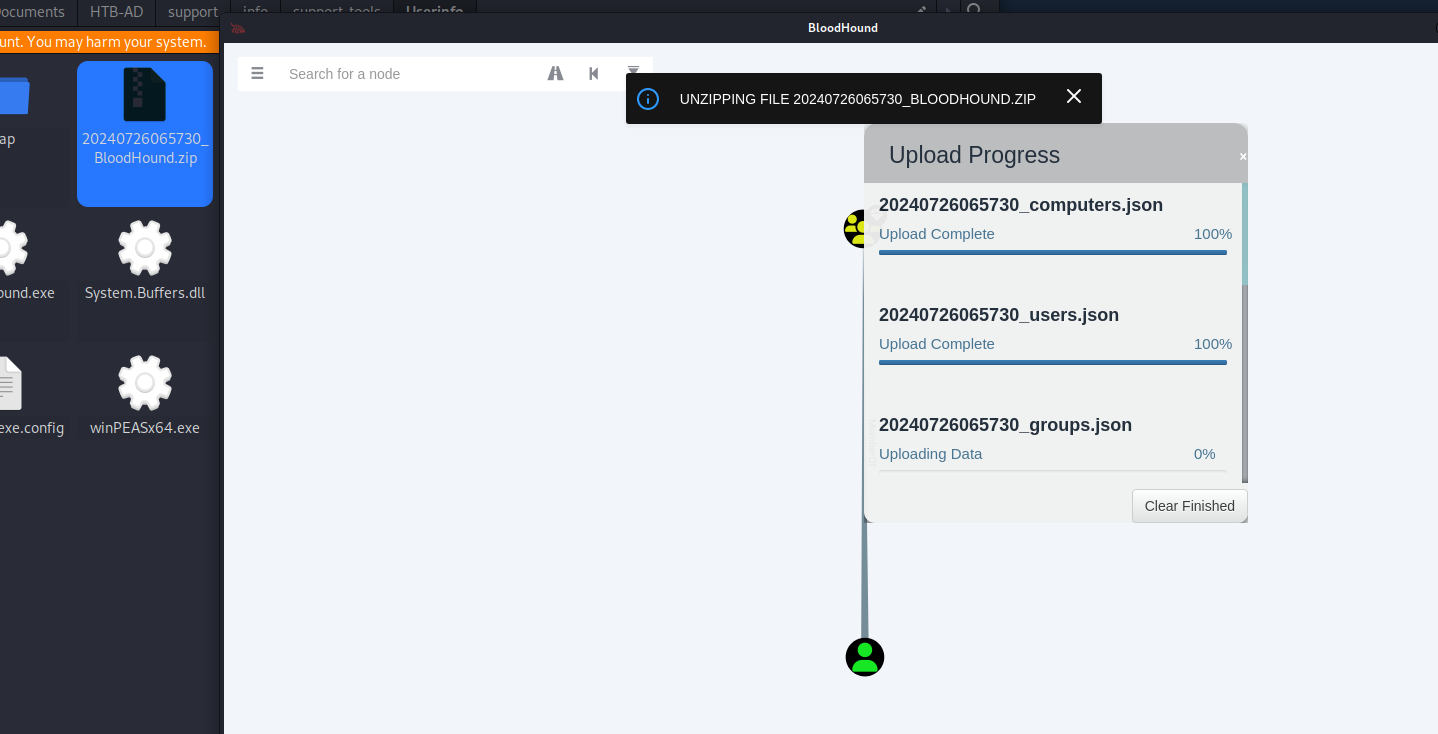 ocuments
HTB-AD
support
info
support-tools
Userinfo
BloodHound
unt. You may harm your system.
Search for a node
UNZIPPING FILE 20240726065730_BLOODHOUND.ZIP
ap
20240726065730_
BloodHound.zip
Upload Progress
×
20240726065730_computers.json
Upload Complete 100%
20240726065730_users.json
Upload Complete 100%
20240726065730_groups.json
Uploading Data 0%
Clear Finished
ound.exe
System.Buffers.dll
exe.config
winPEASx64.exe